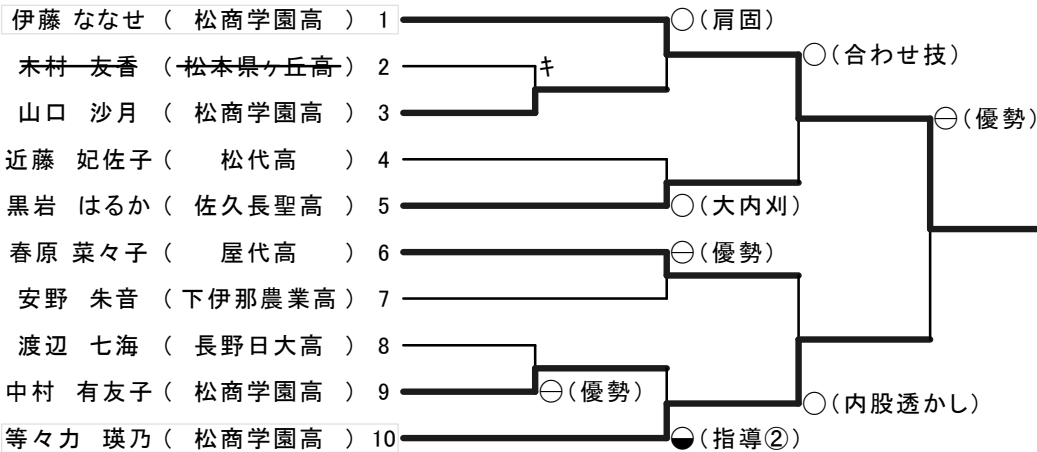 伊藤 ななせ ( 松商学園高 ) 1 ○(肩固)
○(合わせ技)
木村 友香 (松本県ヶ丘高) 2 キ
山口 沙月 ( 松商学園高 ) 3 ⊖(優勢)
近藤 妃佐子( 松代高 ) 4
黒岩 はるか( 佐久長聖高 ) 5 ○(大内刈)
春原 菜々子( 屋代高 ) 6 ⊖(優勢)
安野 朱音 (下伊那農業高) 7
渡辺 七海 ( 長野日大高 ) 8
中村 有友子( 松商学園高 ) 9 ⊖(優勢) ○(内股透かし)
等々力 瑛乃( 松商学園高 ) 10 ◒(指導②)